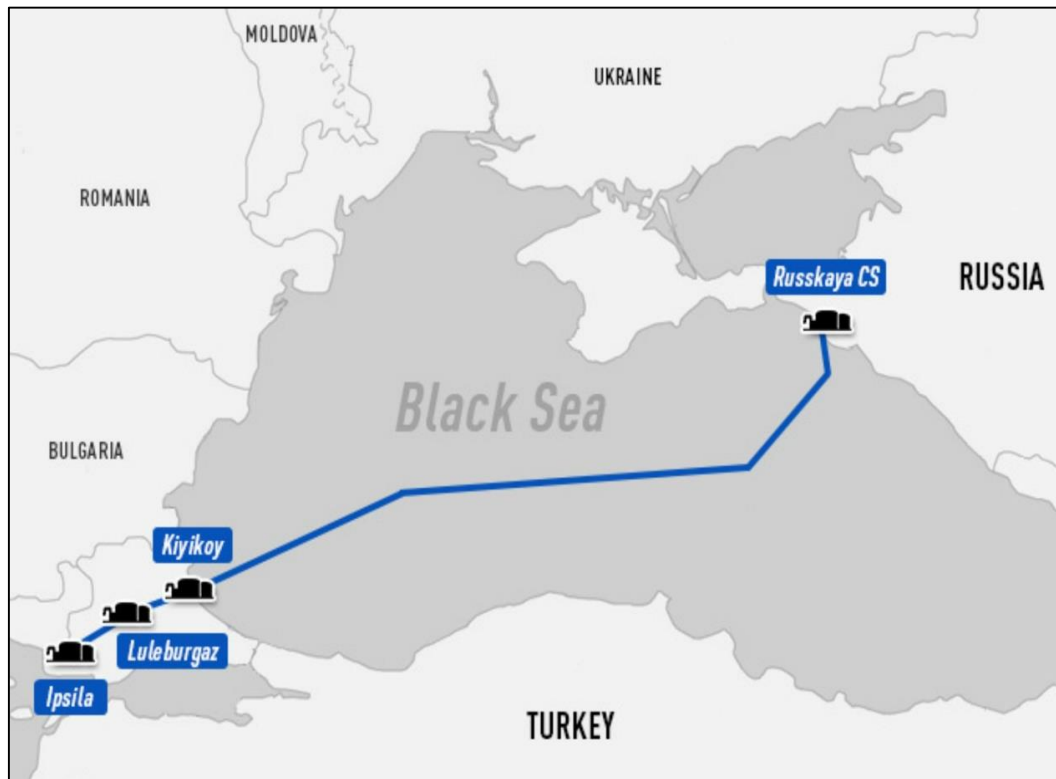 MOLDOVA
UKRAINE
ROMANIA
Russkaya CS
RUSSIA
Black Sea
BULGARIA
Kiyikoy
Luleburgaz
Ipsila
TURKEY